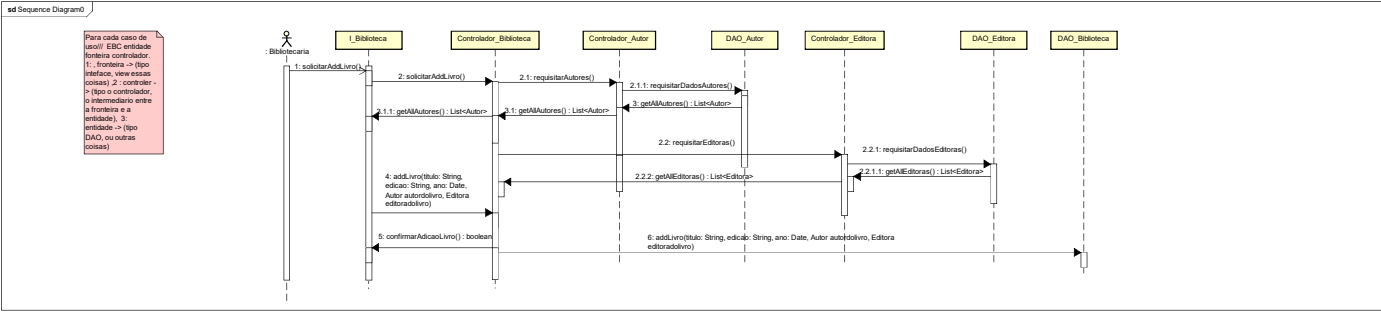 sd Sequence Diagram0
Para cada caso de
uso/// EBC entidade
fonteira controlador.
1: , fronteira -> (tipo
inteface, view essas
coisas) ,2 : controler -
> (tipo o controlador,
o intermediario entre
a fronteira e a
entidade), 3:
entidade -> (tipo
DAO, ou outras
coisas)
: Bibliotecaria
I_Biblioteca
Controlador_Biblioteca
Controlador_Autor
DAO_Autor
Controlador_Editora
DAO_Editora
DAO_Biblioteca
1: solicitarAddLivro()
2: solicitarAddLivro()
2.1: requisitarAutores()
2.1.1: requisitarDadosAutores()
3: getAllAutores() : List<Autor>
3.1: getAllAutores() : List<Autor>
3.1.1: getAllAutores() : List<Autor>
2.2: requisitarEditoras()
2.2.1: requisitarDadosEditoras()
2.2.1.1: getAllEditoras() : List<Editora>
2.2.2: getAllEditoras() : List<Editora>
4: addLivro(titulo: String,
edicao: String, ano: Date,
Autor autordolivro, Editora
editoradolivro)
5: confirmarAdicaoLivro() : boolean
6: addLivro(titulo: String, edicao: String, ano: Date, Autor autordolivro, Editora
editoradolivro)